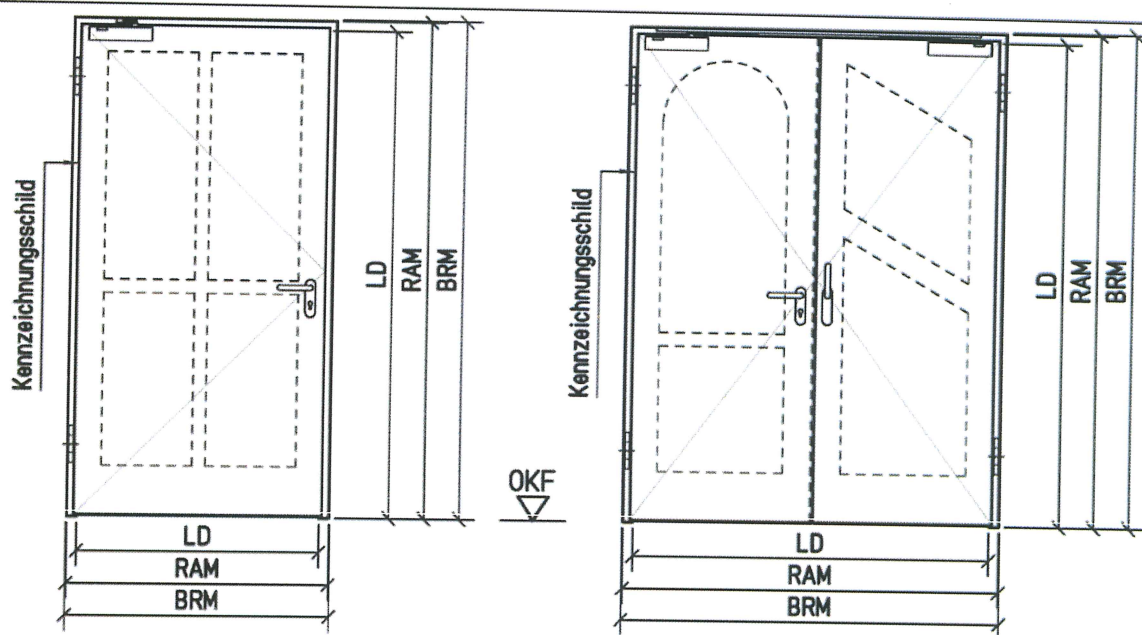 Kennzeichnungsschild
LD
RAM
BRM
LD
RAM
BRM
OKF
Kennzeichnungsschild
LD
RAM
BRM
LD
RAM
BRM